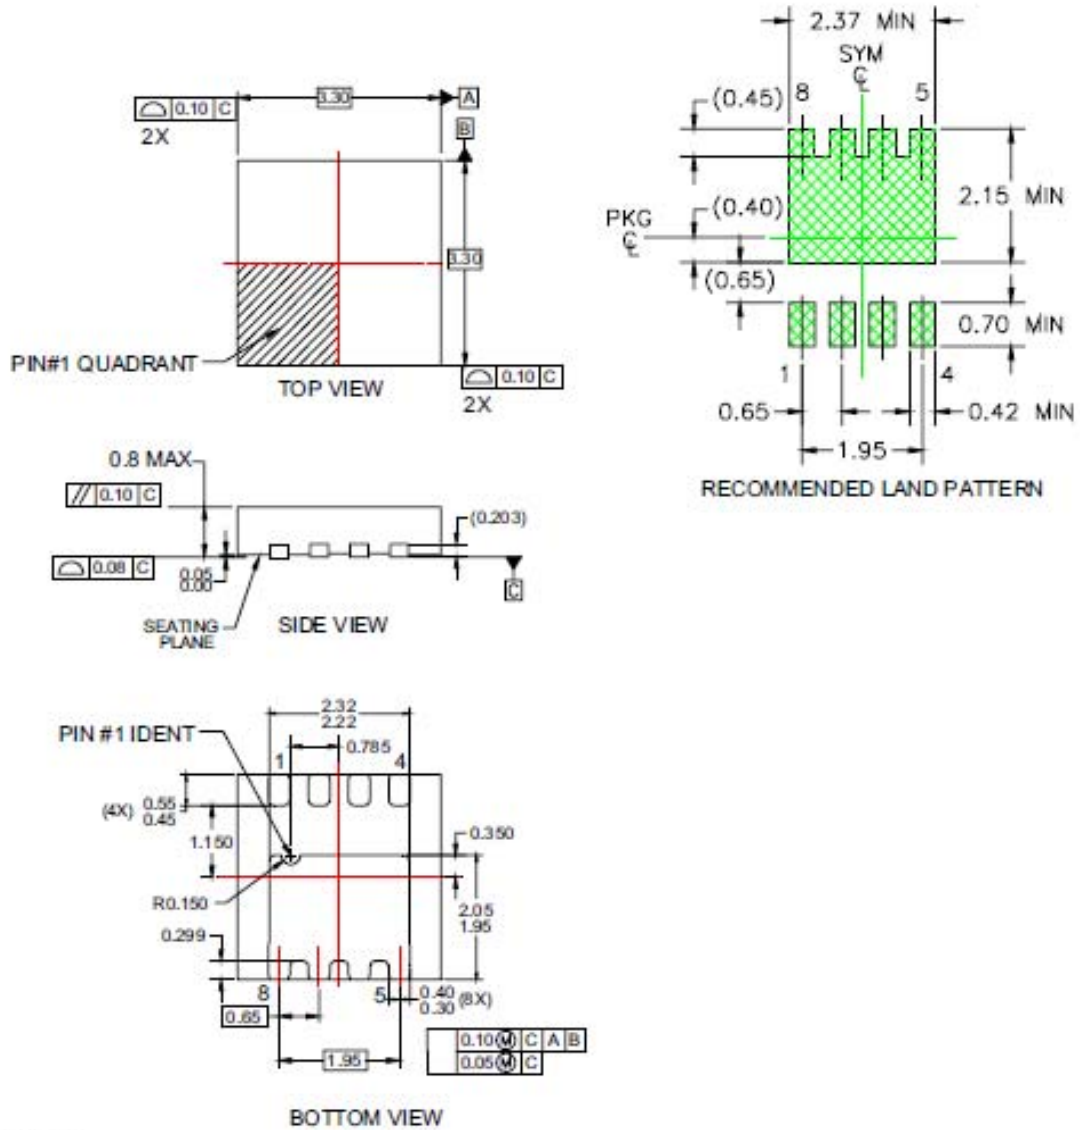 3.30
A
⌓ 0.10 C
2X
B
3.30
PIN#1 QUADRANT
TOP VIEW
⌓ 0.10 C
2X
2.37 MIN
SYM
℄
(0.45)
8
5
2.15 MIN
PKG
℄
(0.40)
(0.65)
0.70 MIN
1
4
0.65
0.42 MIN
1.95
RECOMMENDED LAND PATTERN
0.8 MAX
// 0.10 C
(0.203)
⌓ 0.08 C
0.05
0.00
C
SEATING
PLANE
SIDE VIEW
2.32
2.22
PIN #1 IDENT
0.785
1
4
(4X) 0.55
0.45
1.150
0.350
R0.150
2.05
1.95
0.299
8
5
0.40
0.30 (8X)
0.65
1.95
0.10 Ⓜ C A B
0.05 Ⓜ C
BOTTOM VIEW